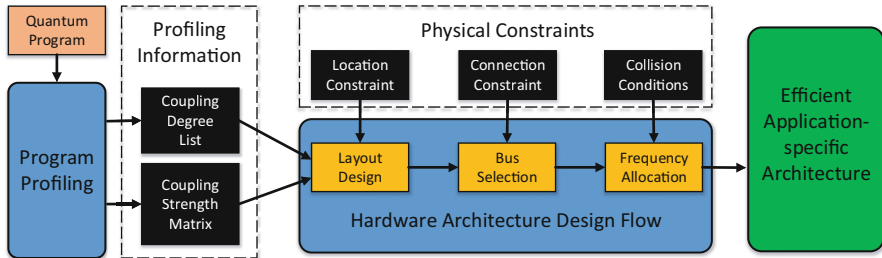 Quantum
Program
Program
Profiling
Profiling
Information
Coupling
Degree
List
Coupling
Strength
Matrix
Physical Constraints
Location
Constraint
Connection
Constraint
Collision
Conditions
Layout
Design
Bus
Selection
Frequency
Allocation
Hardware Architecture Design Flow
Efficient
Application-
specific
Architecture